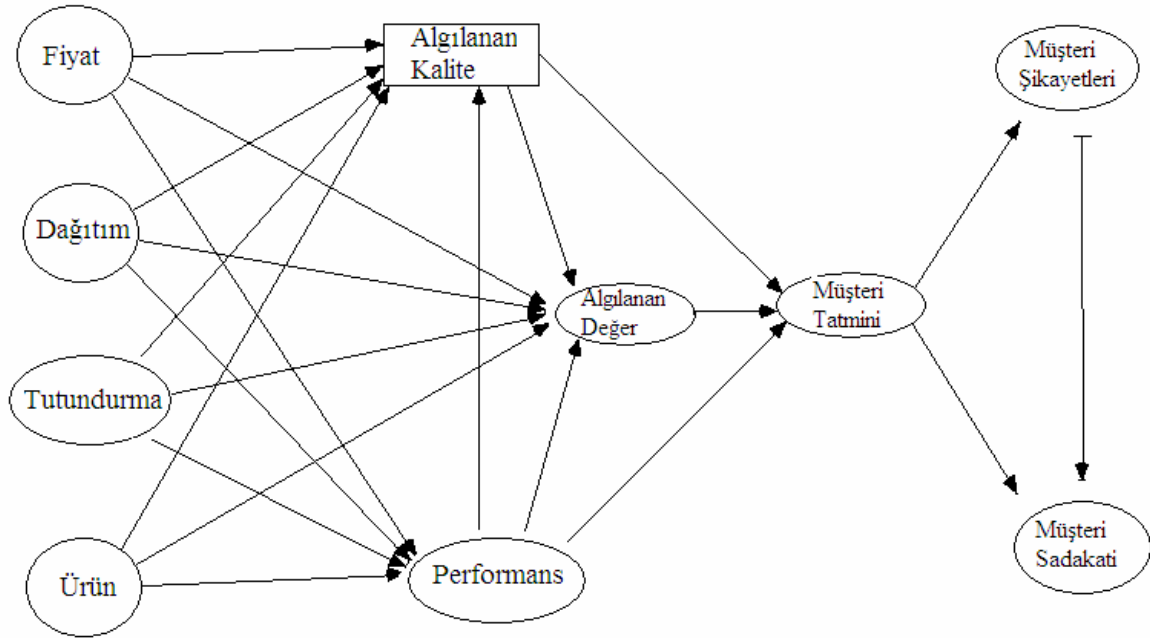 Fiyat
Algılanan
Kalite
Müşteri
Şikayetleri
Dağıtım
Algılanan
Değer
Müşteri
Tatmini
Tutundurma
Ürün
Performans
Müşteri
Sadakati